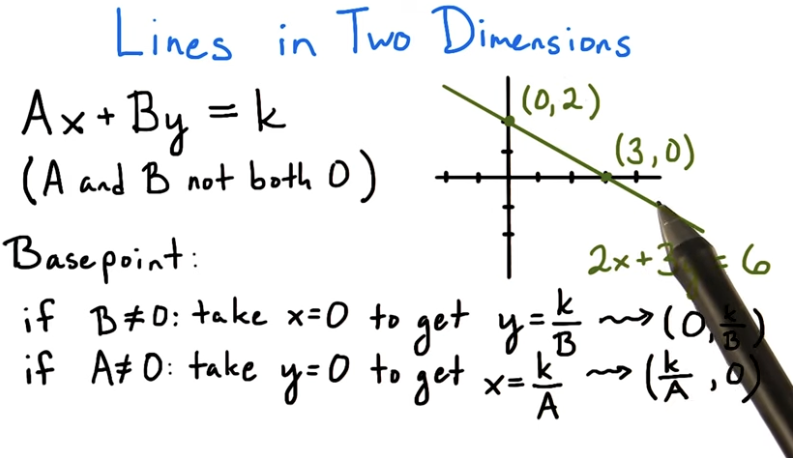 Lines in Two Dimensions
Ax + By = k
(A and B not both 0)
(0,2)
(3,0)
2x+3y = 6
Basepoint:
if B≠0: take x=0 to get y=k/B ⟿ (0, k/B)
if A≠0: take y=0 to get x=k/A ⟿ (k/A, 0)